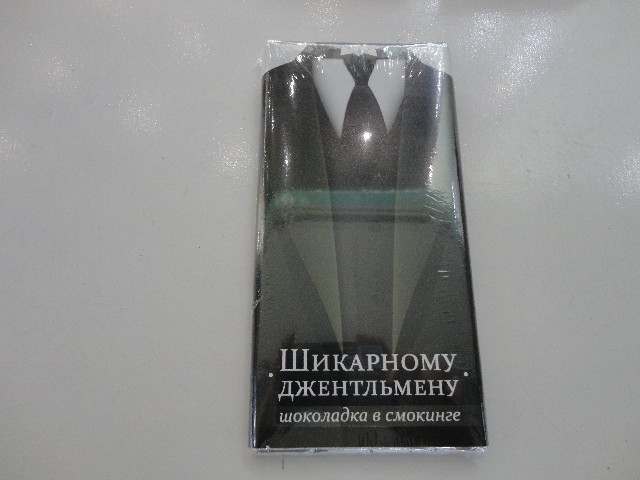 Шикарному
джентльмену
шоколадка в смокинге